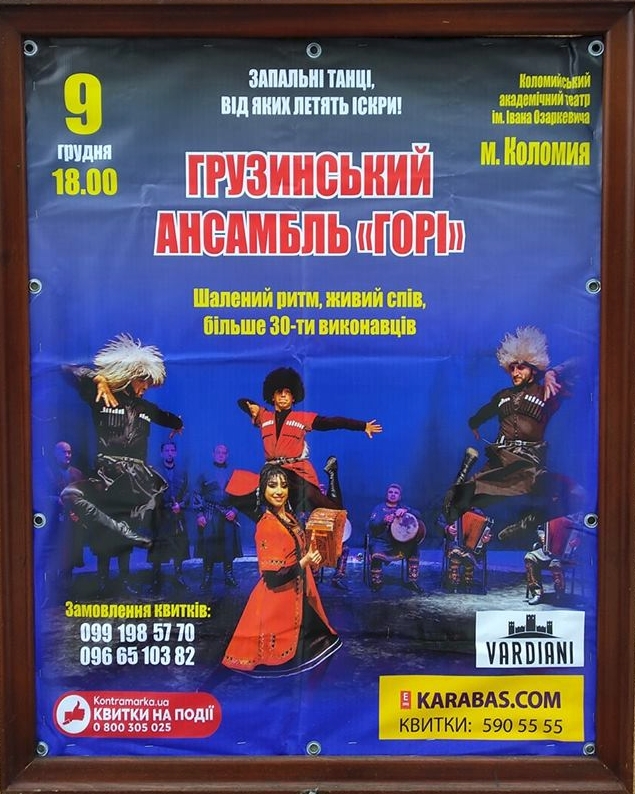 9
грудня
18.00
ЗАПАЛЬНІ ТАНЦІ,
ВІД ЯКИХ ЛЕТЯТЬ ІСКРИ!
Коломийський
академічний театр
ім. Івана Озаркевича
м. Коломия
ГРУЗИНСЬКИЙ
АНСАМБЛЬ «ГОРІ»
Шалений ритм, живий спів,
більше 30-ти виконавців
Замовлення квитків:
099 198 57 70
096 65 103 82
Kontramarka.ua
КВИТКИ НА ПОДІЇ
0 800 305 025
VARDIANI
KARABAS.COM
КВИТКИ: 590 55 55